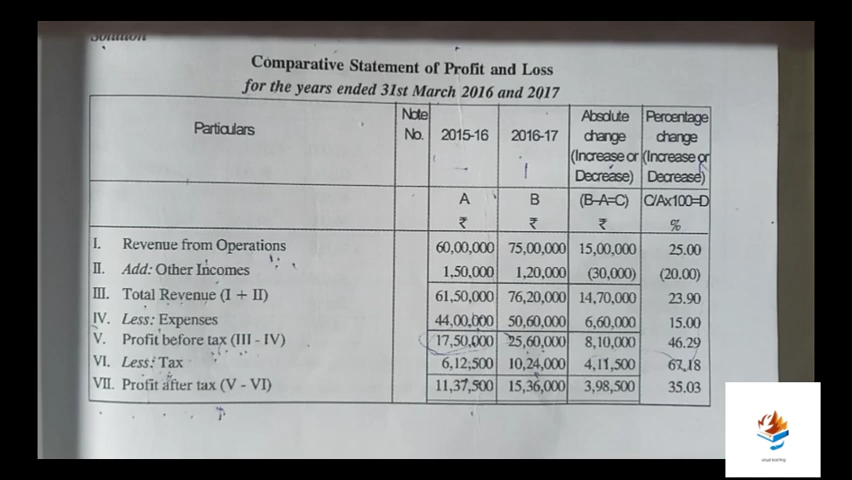 Solution
Comparative Statement of Profit and Loss
for the years ended 31st March 2016 and 2017
Particulars Note No. 2015-16 2016-17 Absolute change (Increase or Decrease) Percentage change (Increase or Decrease)
A B (B–A=C) C/Ax100=D
₹ ₹ ₹ %
I. Revenue from Operations 60,00,000 75,00,000 15,00,000 25.00
II. Add: Other Incomes 1,50,000 1,20,000 (30,000) (20.00)
III. Total Revenue (I + II) 61,50,000 76,20,000 14,70,000 23.90
IV. Less: Expenses 44,00,000 50,60,000 6,60,000 15.00
V. Profit before tax (III - IV) 17,50,000 25,60,000 8,10,000 46.29
VI. Less: Tax 6,12,500 10,24,000 4,11,500 67.18
VII. Profit after tax (V - VI) 11,37,500 15,36,000 3,98,500 35.03